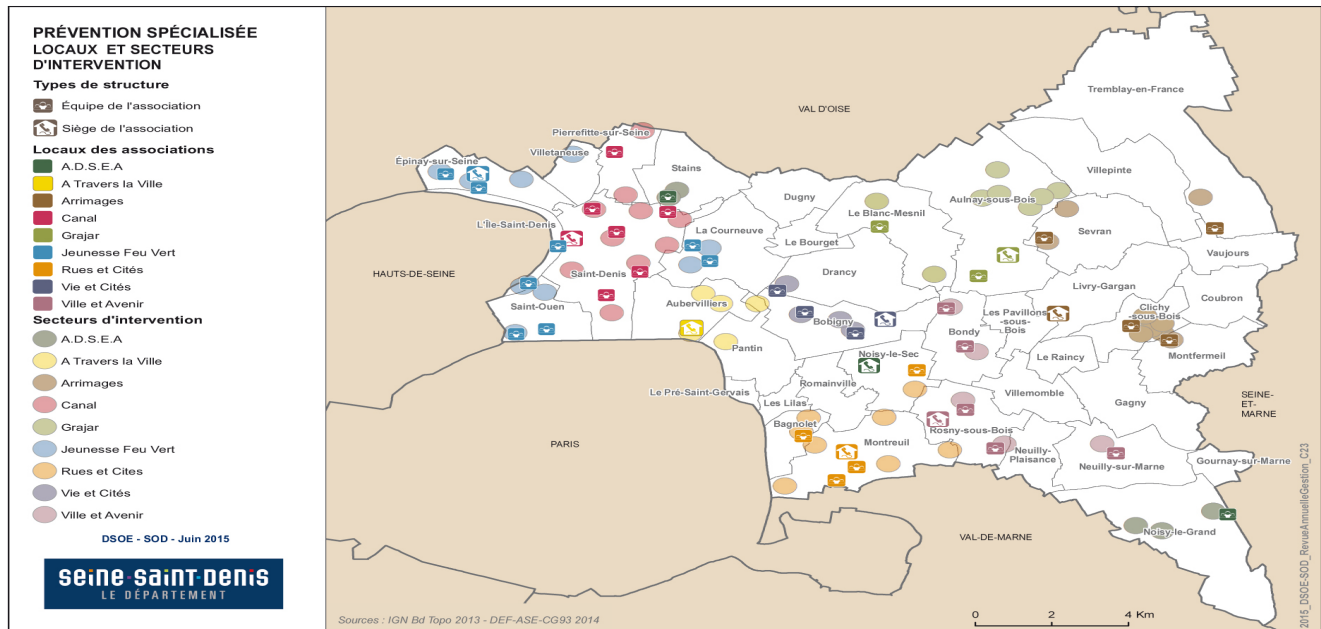 PRÉVENTION SPÉCIALISÉE
LOCAUX ET SECTEURS
D'INTERVENTION
Types de structure
Équipe de l'association
Siège de l'association
Locaux des associations
A.D.S.E.A
A Travers la Ville
Arrimages
Canal
Grajar
Jeunesse Feu Vert
Rues et Cités
Vie et Cités
Ville et Avenir
Secteurs d'intervention
A.D.S.E.A
A Travers la Ville
Arrimages
Canal
Grajar
Jeunesse Feu Vert
Rues et Cites
Vie et Cités
Ville et Avenir
DSOE - SOD - Juin 2015
seine-saint-denis
LE DÉPARTEMENT
Tremblay-en-France
VAL D'OISE
Pierrefitte-sur-Seine
Villetaneuse
Épinay-sur-Seine
Stains
Villepinte
Dugny
Aulnay-sous-Bois
Le Blanc-Mesnil
L'Île-Saint-Denis
La Courneuve
Sevran
Le Bourget
Vaujours
HAUTS-DE-SEINE
Saint-Denis
Drancy
Livry-Gargan
Coubron
Saint-Ouen
Aubervilliers
Clichy
-sous-Bois
Les Pavillons
-sous-
Bois
Bobigny
Bondy
Pantin
Noisy-le-Sec
Le Raincy
Montfermeil
Romainville
Le Pré-Saint-Gervais
Villemomble
Gagny
SEINE-
ET-
MARNE
Les Lilas
Bagnolet
Rosny-sous-Bois
PARIS
Montreuil
Neuilly-
Plaisance
Neuilly-sur-Marne
Gournay-sur-Marne
Noisy-le-Grand
VAL-DE-MARNE
0 2 4 Km
Sources : IGN Bd Topo 2013 - DEF-ASE-CG93 2014
2015_DSOE-SOD_RevueAnnuelleGestion_C23